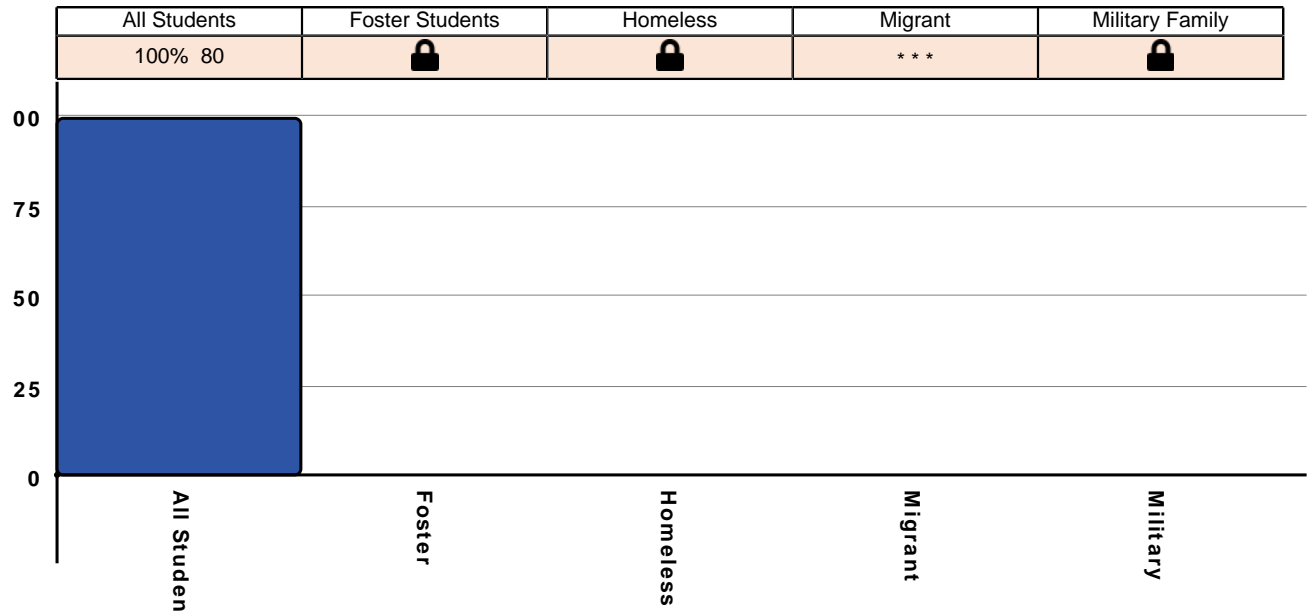 All Students Foster Students Homeless Migrant Military Family
100% 80 * * *
00
75
50
25
0
All Studen
Foster
Homeless
Migrant
Military